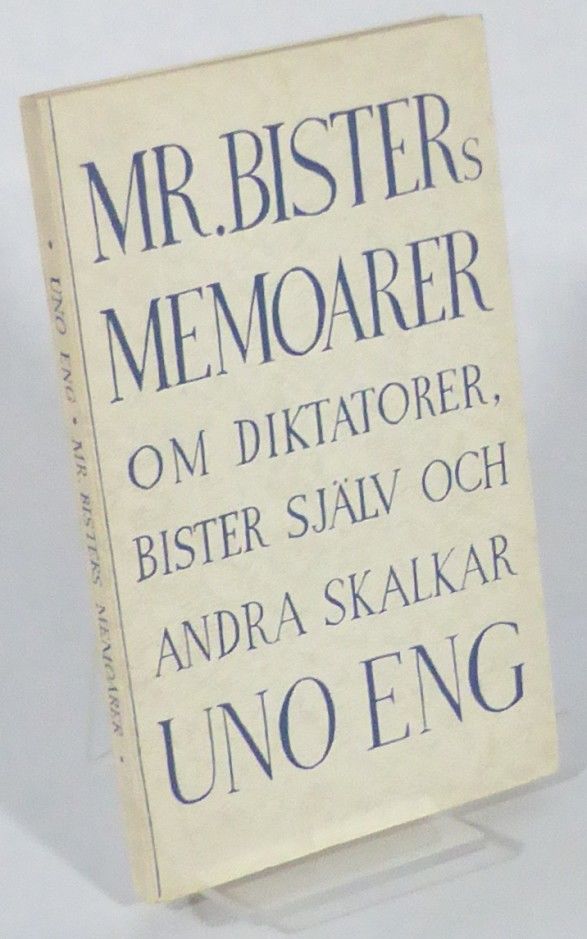 MR. BISTERs
MEMOARER
OM DIKTATORER,
BISTER SJÄLV OCH
ANDRA SKALKAR
UNO ENG
• UNO ENG • MR. BISTERS MEMOARER •